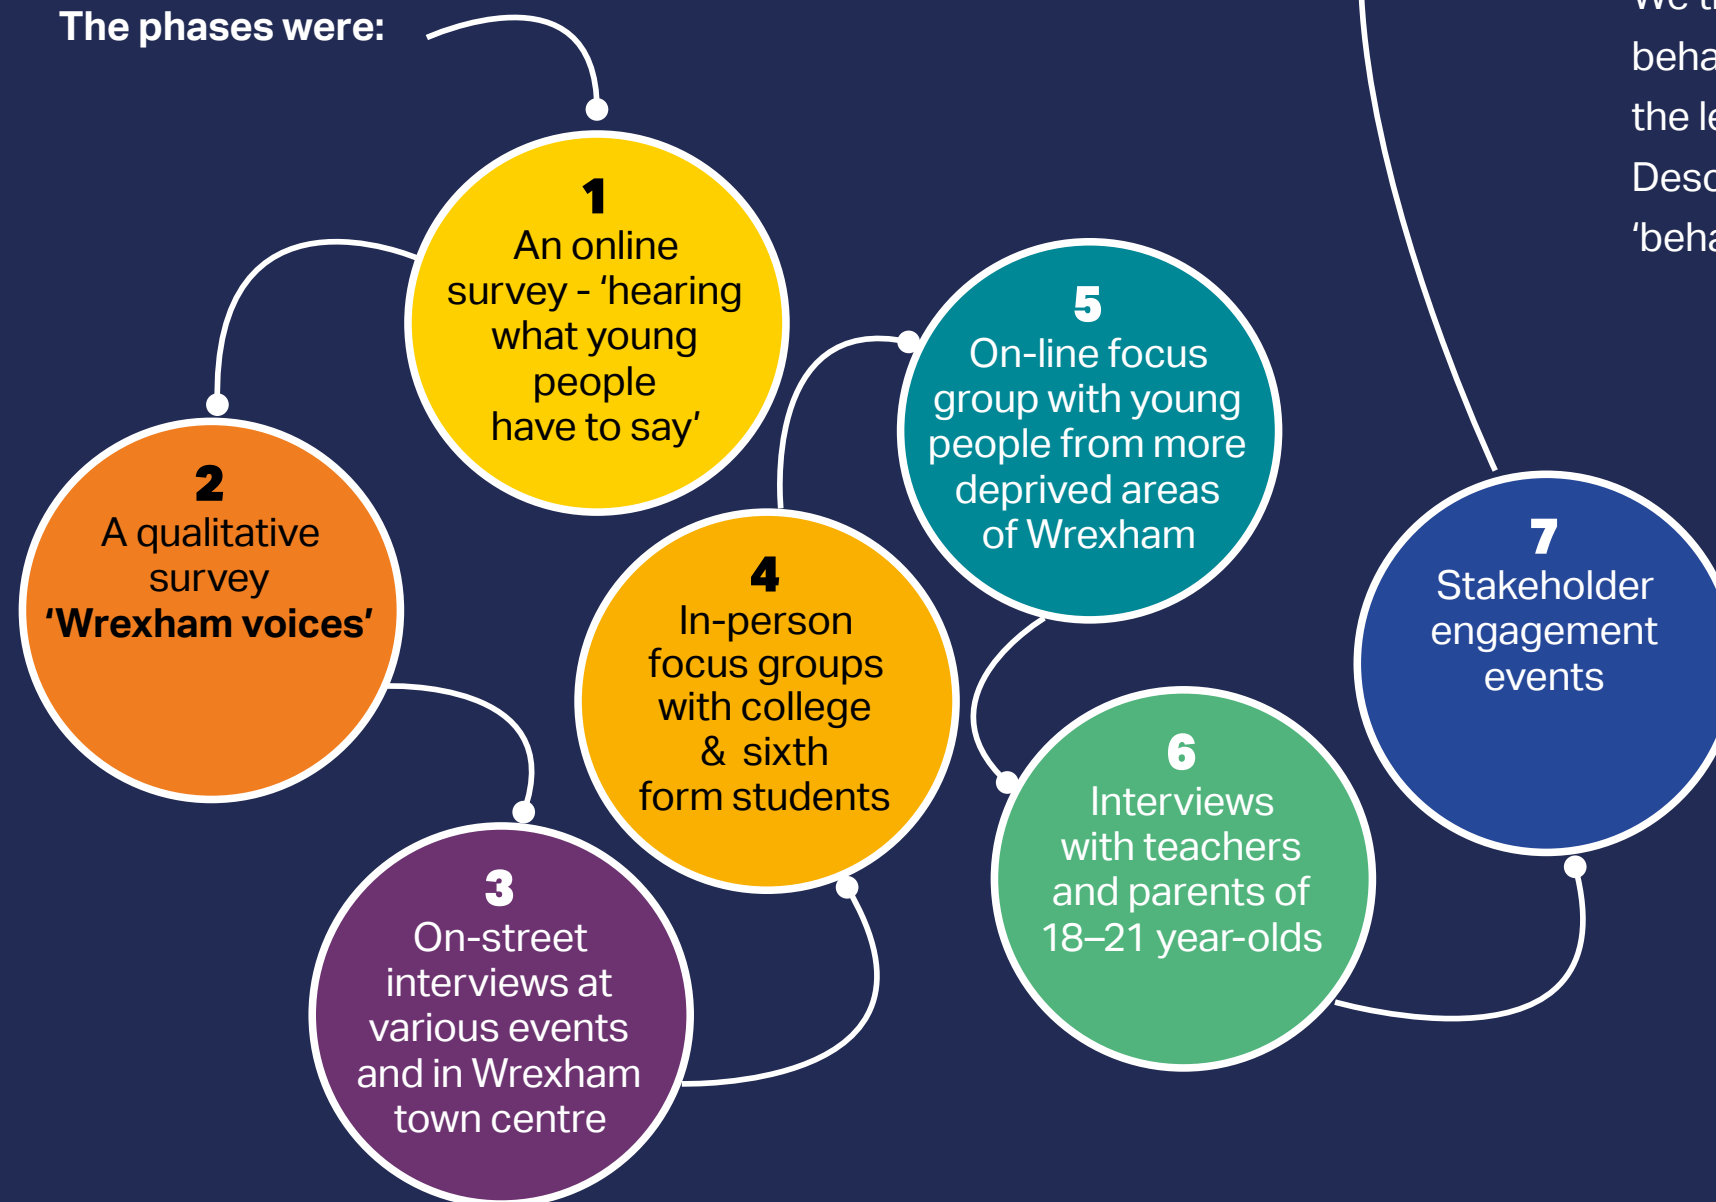 The phases were:
1
An online
survey - ‘hearing
what young
people
have to say’
2
A qualitative
survey
‘Wrexham voices’
3
On-street
interviews at
various events
and in Wrexham
town centre
4
In-person
focus groups
with college
& sixth
form students
5
On-line focus
group with young
people from more
deprived areas
of Wrexham
6
Interviews
with teachers
and parents of
18–21 year-olds
7
Stakeholder
engagement
events
the